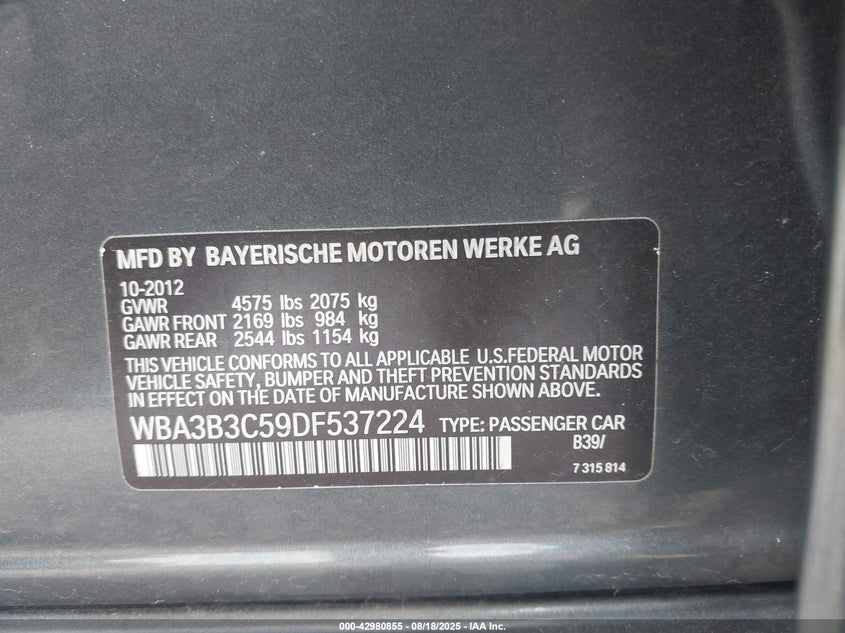 MFD BY BAYERISCHE MOTOREN WERKE AG
10-2012
GVWR 4575 lbs 2075 kg
GAWR FRONT 2169 lbs 984 kg
GAWR REAR 2544 lbs 1154 kg
THIS VEHICLE CONFORMS TO ALL APPLICABLE U.S.FEDERAL MOTOR
VEHICLE SAFETY, BUMPER AND THEFT PREVENTION STANDARDS
IN EFFECT ON THE DATE OF MANUFACTURE SHOWN ABOVE.
WBA3B3C59DF537224 TYPE: PASSENGER CAR
B39/
7 315 814
000-42980855 - 08/18/2025 - IAA Inc.